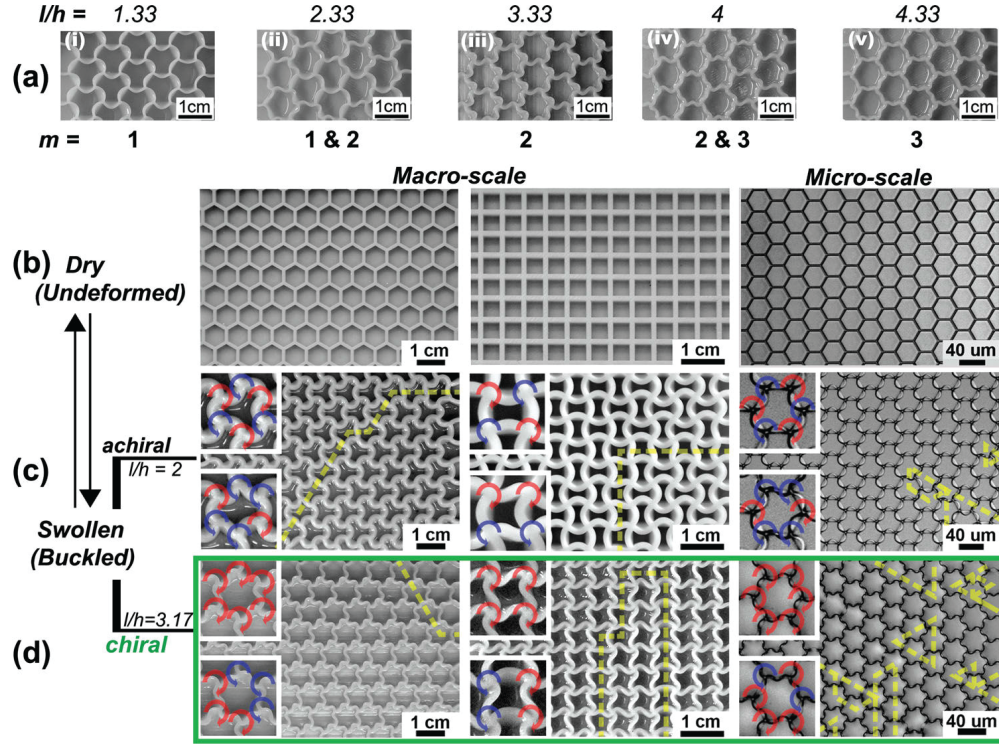 l/h = 1.33 2.33 3.33 4 4.33
(a) (i) (ii) (iii) (iv) (v)
1cm 1cm 1cm 1cm 1cm
m = 1 1 & 2 2 2 & 3 3
Macro-scale Micro-scale
(b) Dry
(Undeformed)
1 cm 1 cm 40 um
(c) achiral
l/h = 2
Swollen
(Buckled)
1 cm 1 cm 40 um
l/h=3.17
chiral
(d)
1 cm 1 cm 40 um